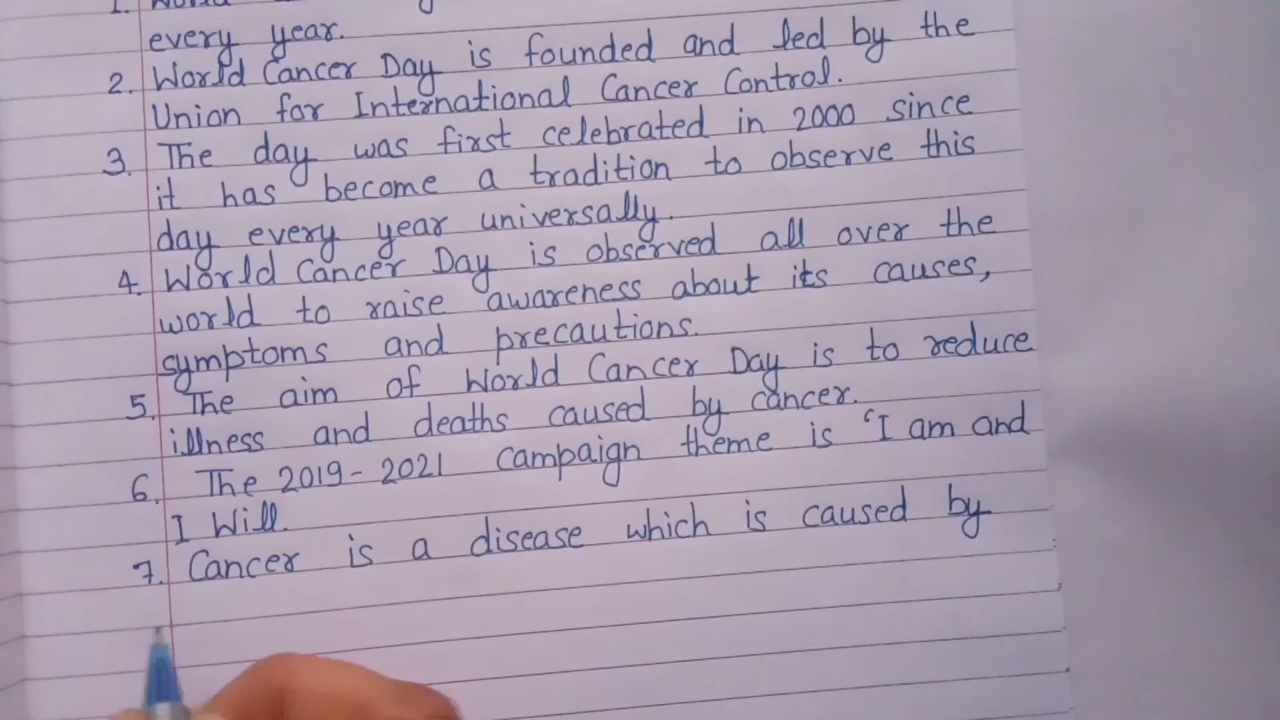 1. World
every year.
2. World Cancer Day is founded and led by the
Union for International Cancer Control.
3. The day was first celebrated in 2000 since
it has become a tradition to observe this
day every year universally.
4. World Cancer Day is observed all over the
world to raise awareness about its causes,
symptoms and precautions.
5. The aim of World Cancer Day is to reduce
illness and deaths caused by cancer.
6. The 2019-2021 campaign theme is 'I am and
I Will.
7. Cancer is a disease which is caused by